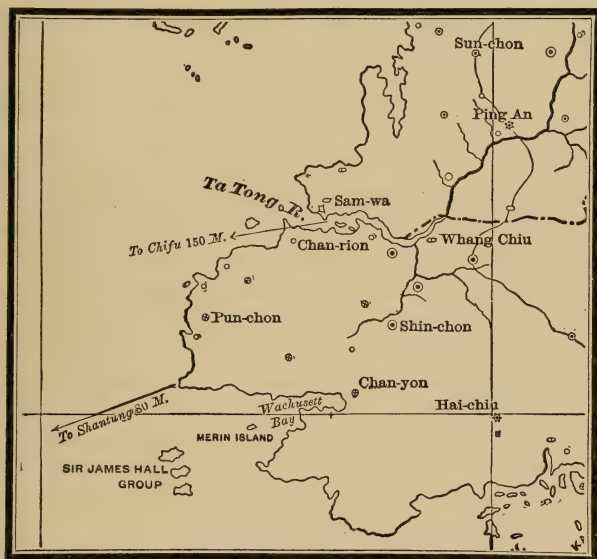 Sun-chon
Ping An
Ta Tong R.
Sam-wa
To Chifu 150 M.
Chan-rion
Whang Chiu
Pun-chon
Shin-chon
Chan-yon
To Shantung 80 M.
Wachusett
Bay
Hai-chiu
MERIN ISLAND
SIR JAMES HALL
GROUP